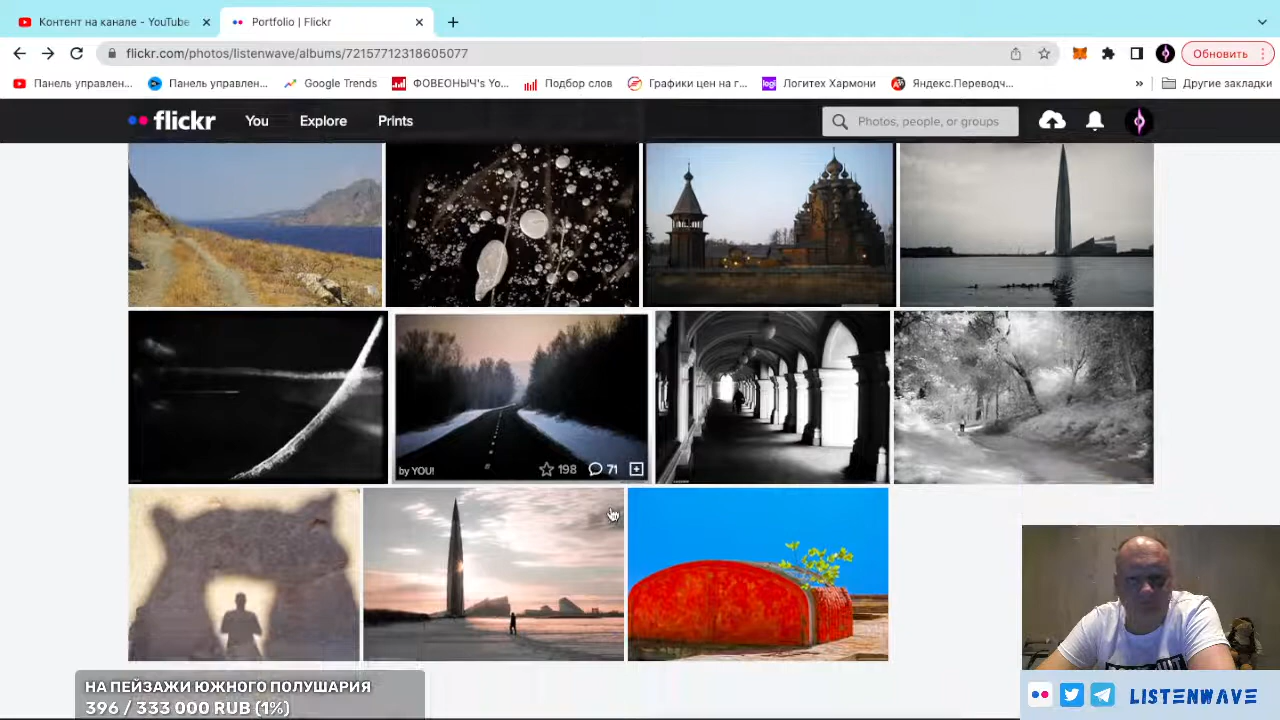 Контент на канале - YouTube
Portfolio | Flickr
flickr.com/photos/listenwave/albums/72157712318605077
Обновить
Панель управлен...
Панель управлен...
Google Trends
ФОВЕОНЫЧ's Yo...
Подбор слов
Графики цен на г...
logi
Логитех Хармони
Яндекс.Переводч...
»
Другие закладки
flickr
You
Explore
Prints
Photos, people, or groups
by YOU!
198
71
НА ПЕЙЗАЖИ ЮЖНОГО ПОЛУШАРИЯ
396 / 333 000 RUB (1%)
LISTENWAVE